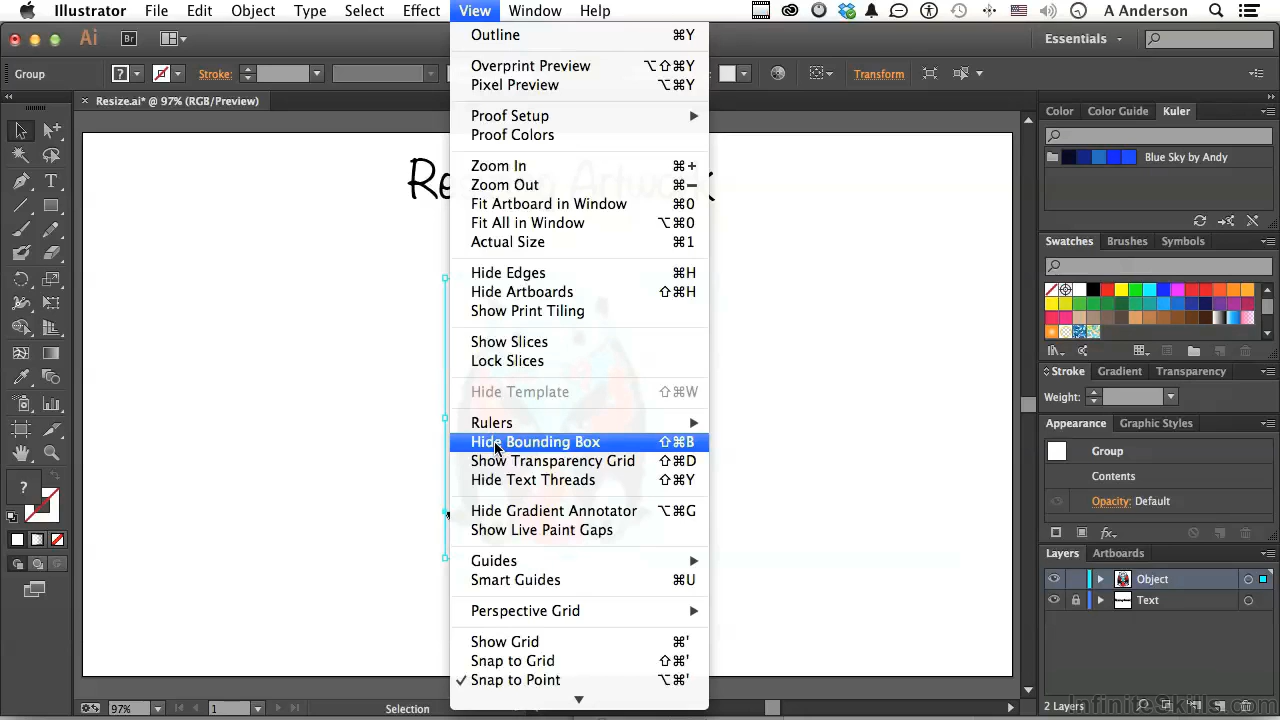 Illustrator File Edit Object Type Select Effect View Window Help A Anderson
Ai Br Essentials
Group ? Stroke: Transform
Resize.ai* @ 97% (RGB/Preview)
Outline ⌘Y
Overprint Preview ⌥⇧⌘Y
Pixel Preview ⌥⌘Y
Proof Setup
Proof Colors
Zoom In ⌘+
Zoom Out ⌘−
Fit Artboard in Window ⌘0
Fit All in Window ⌥⌘0
Actual Size ⌘1
Hide Edges ⌘H
Hide Artboards ⇧⌘H
Show Print Tiling
Show Slices
Lock Slices
Hide Template ⇧⌘W
Rulers
Hide Bounding Box ⇧⌘B
Show Transparency Grid ⇧⌘D
Hide Text Threads ⇧⌘Y
Hide Gradient Annotator ⌥⌘G
Show Live Paint Gaps
Guides
Smart Guides ⌘U
Perspective Grid
Show Grid ⌘'
Snap to Grid ⇧⌘'
✓ Snap to Point ⌥⌘'
Color Color Guide Kuler
Blue Sky by Andy
Swatches Brushes Symbols
Stroke Gradient Transparency
Weight:
Appearance Graphic Styles
Group
Contents
Opacity: Default
fx
Layers Artboards
Object
Text
2 Layers
?
97% 1 Selection
InfiniteSkills.com